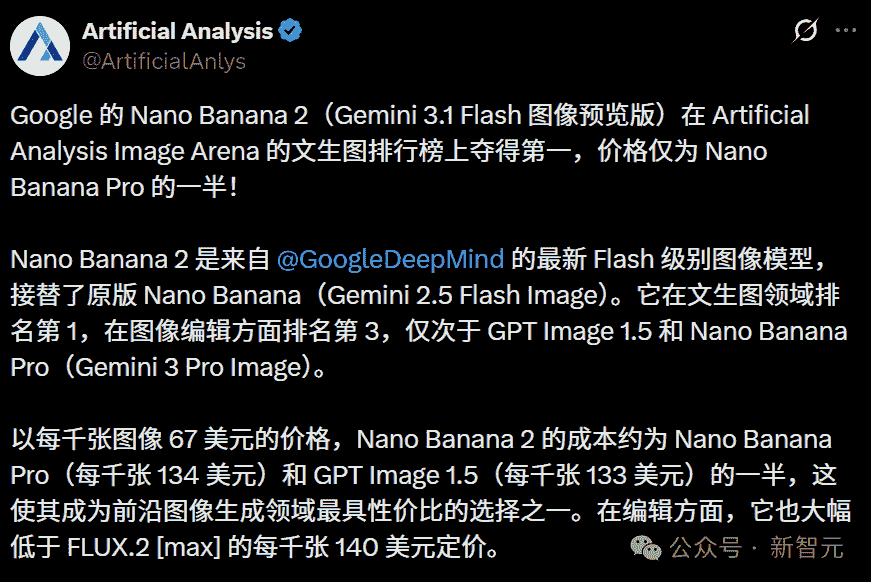 Artificial Analysis
@ArtificialAnlys
Google 的 Nano Banana 2（Gemini 3.1 Flash 图像预览版）在 Artificial
Analysis Image Arena 的文生图排行榜上夺得第一，价格仅为 Nano
Banana Pro 的一半！
Nano Banana 2 是来自 @GoogleDeepMind 的最新 Flash 级别图像模型，
接替了原版 Nano Banana（Gemini 2.5 Flash Image）。它在文生图领域排
名第 1，在图像编辑方面排名第 3，仅次于 GPT Image 1.5 和 Nano Banana
Pro（Gemini 3 Pro Image）。
以每千张图像 67 美元的价格，Nano Banana 2 的成本约为 Nano Banana
Pro（每千张 134 美元）和 GPT Image 1.5（每千张 133 美元）的一半，这
使其成为前沿图像生成领域最具性价比的选择之一。在编辑方面，它也大幅
低于 FLUX.2 [max] 的每千张 140 美元定价。
公众号 · 新智元